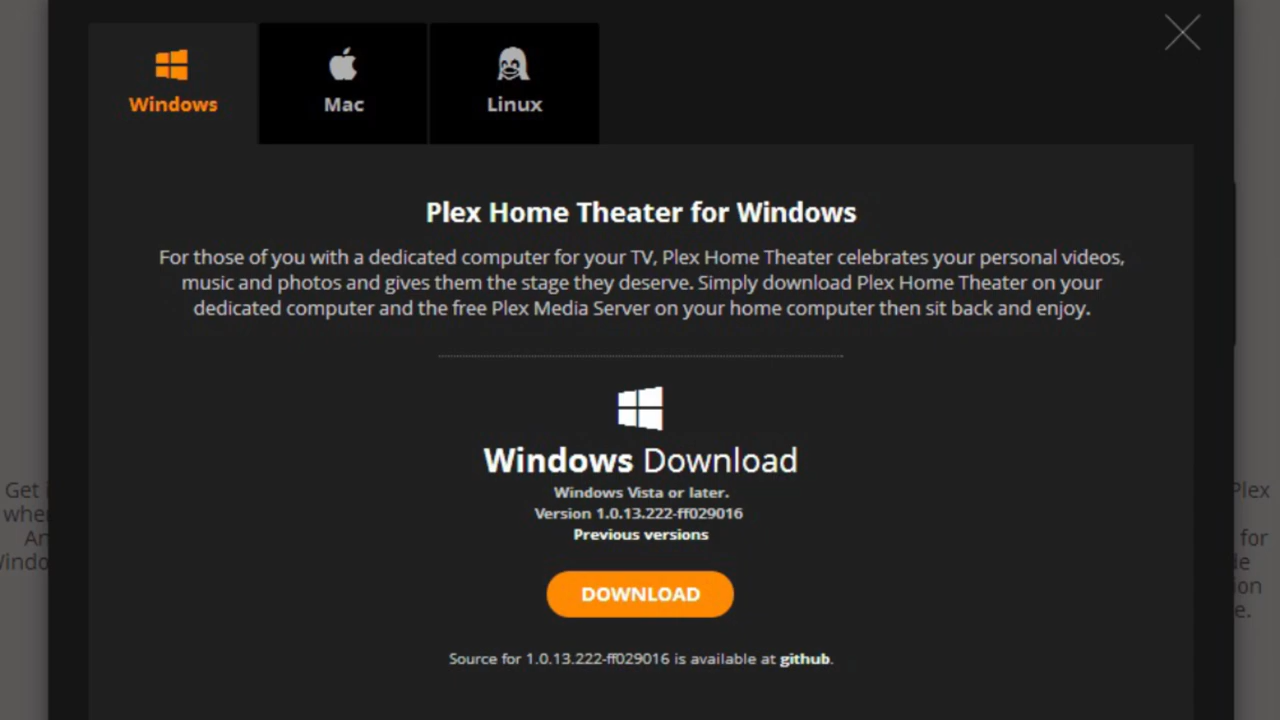 Windows
Mac
Linux
Plex Home Theater for Windows
For those of you with a dedicated computer for your TV, Plex Home Theater celebrates your personal videos,
music and photos and gives them the stage they deserve. Simply download Plex Home Theater on your
dedicated computer and the free Plex Media Server on your home computer then sit back and enjoy.
Windows Download
Windows Vista or later.
Version 1.0.13.222-ff029016
Previous versions
DOWNLOAD
Source for 1.0.13.222-ff029016 is available at github.
Get
Plex
for